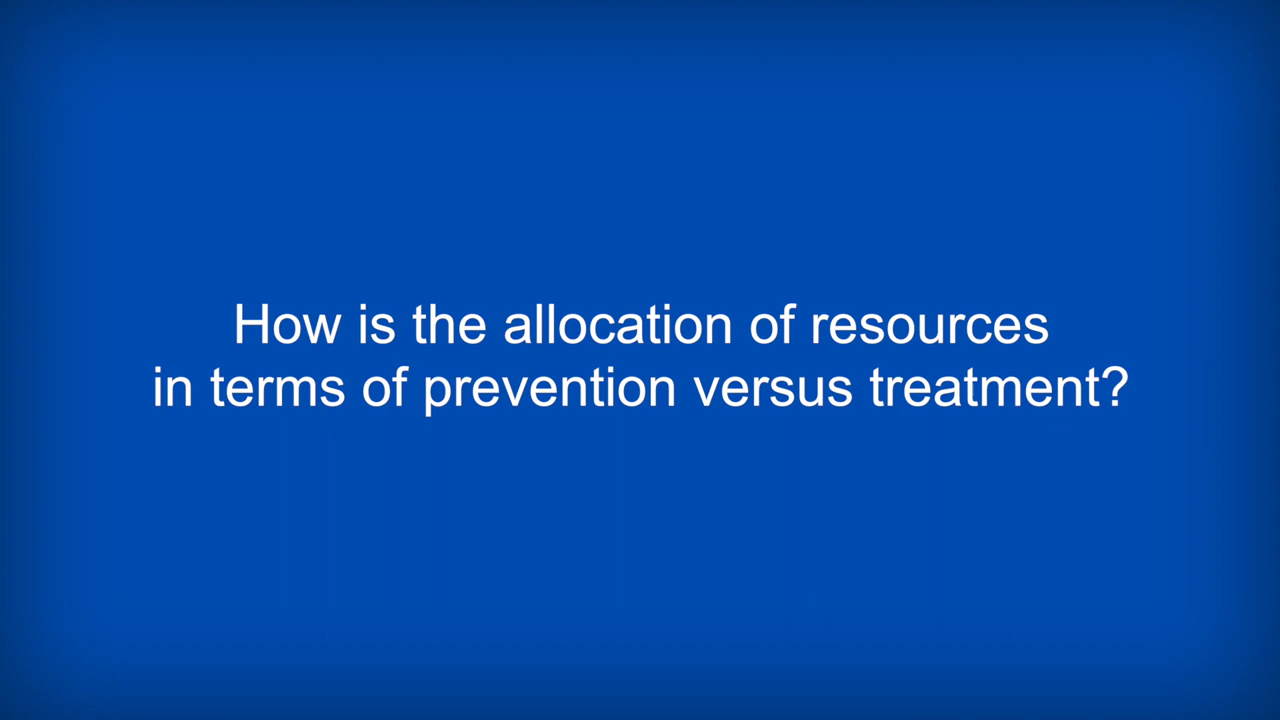 How is the allocation of resources
in terms of prevention versus treatment?